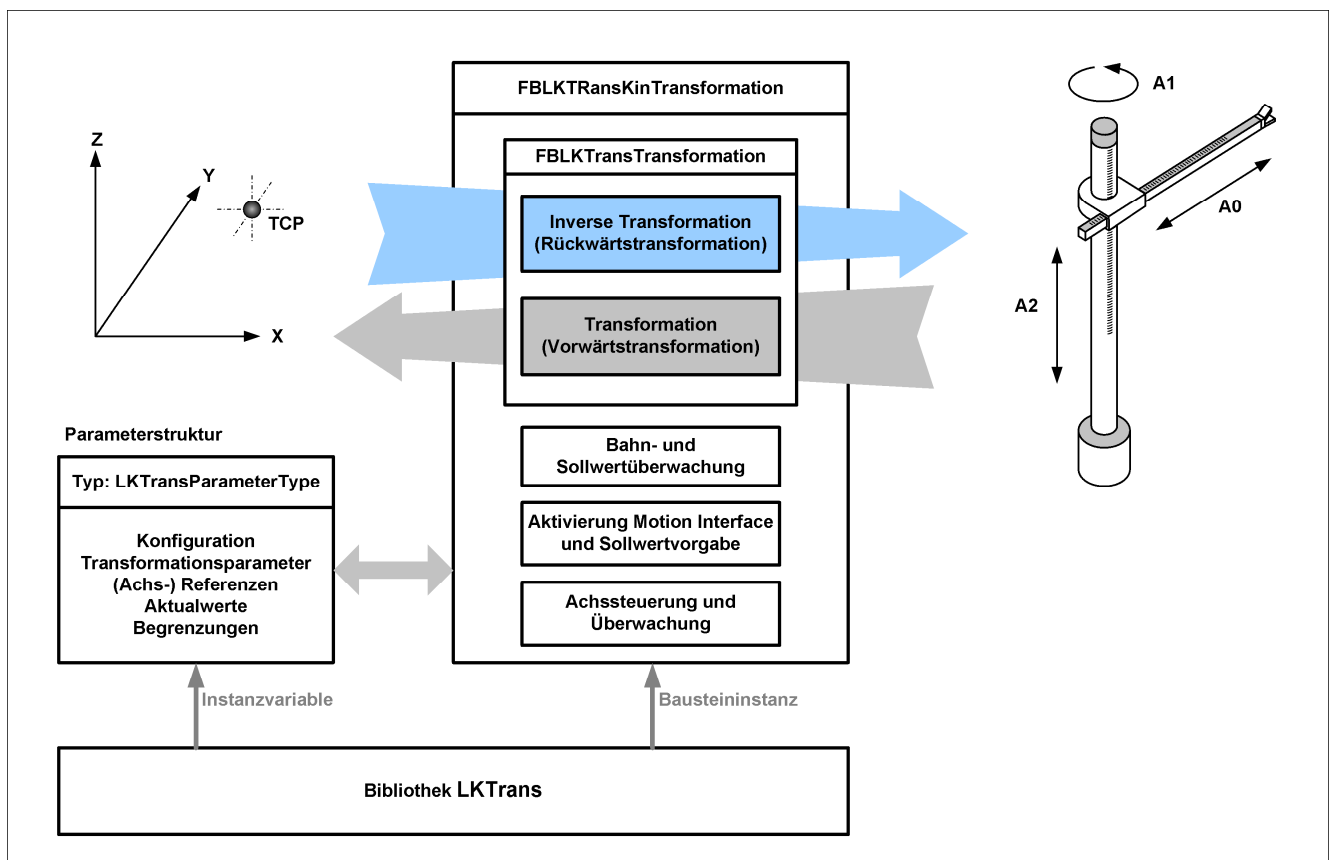 FBLKTRansKinTransformation
FBLKTransTransformation
Inverse Transformation
(Rückwärtstransformation)
Transformation
(Vorwärtstransformation)
Bahn- und
Sollwertüberwachung
Aktivierung Motion Interface
und Sollwertvorgabe
Achssteuerung und
Überwachung
Z
Y
TCP
X
A1
A0
A2
Parameterstruktur
Typ: LKTransParameterType
Konfiguration
Transformationsparameter
(Achs-) Referenzen
Aktualwerte
Begrenzungen
Instanzvariable
Bausteininstanz
Bibliothek LKTrans